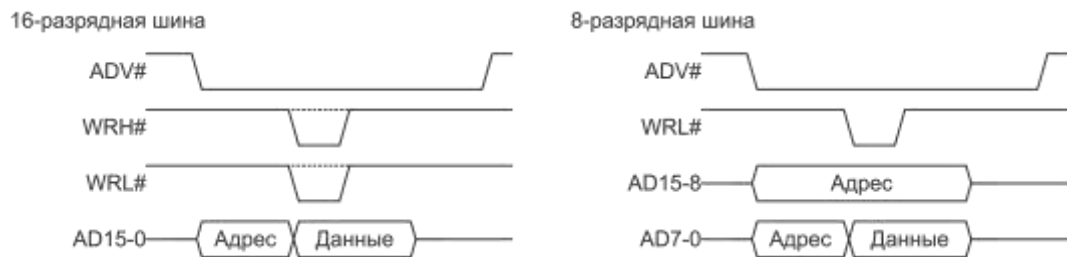 16-разрядная шина
ADV#
WRH#
WRL#
AD15-0
Адрес
Данные
8-разрядная шина
ADV#
WRL#
AD15-8
Адрес
AD7-0
Адрес
Данные